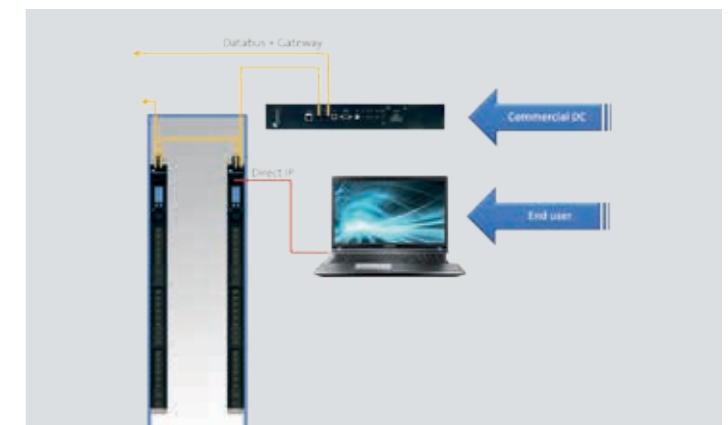 Databus + Gateway
Commercial DC
Direct IP
End user